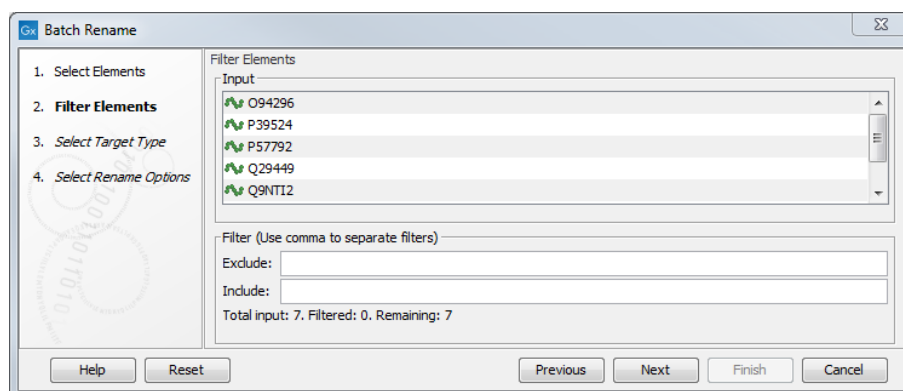 Gx Batch Rename
1. Select Elements
2. Filter Elements
3. Select Target Type
4. Select Rename Options
Filter Elements
Input
O94296
P39524
P57792
Q29449
Q9NTI2
Filter (Use comma to separate filters)
Exclude:
Include:
Total input: 7. Filtered: 0. Remaining: 7
Help
Reset
Previous
Next
Finish
Cancel